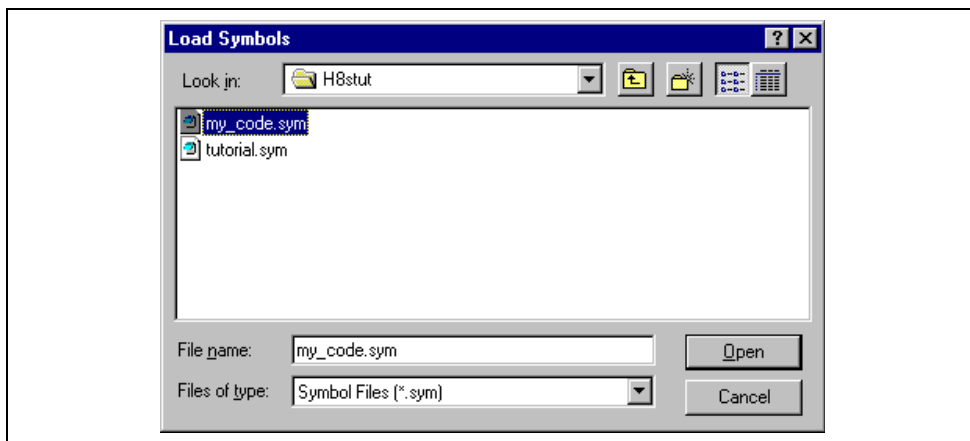 Load Symbols
Look in: H8stut
my_code.sym
tutorial.sym
File name: my_code.sym Open
Files of type: Symbol Files (*.sym) Cancel